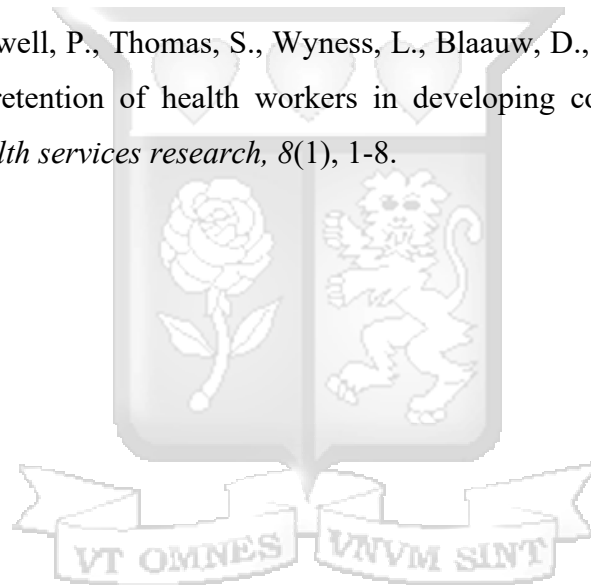 well, P., Thomas, S., Wyness, L., Blaauw, D.,
retention of health workers in developing co
lth services research, 8(1), 1-8.
VT OMNES VNVM SINT